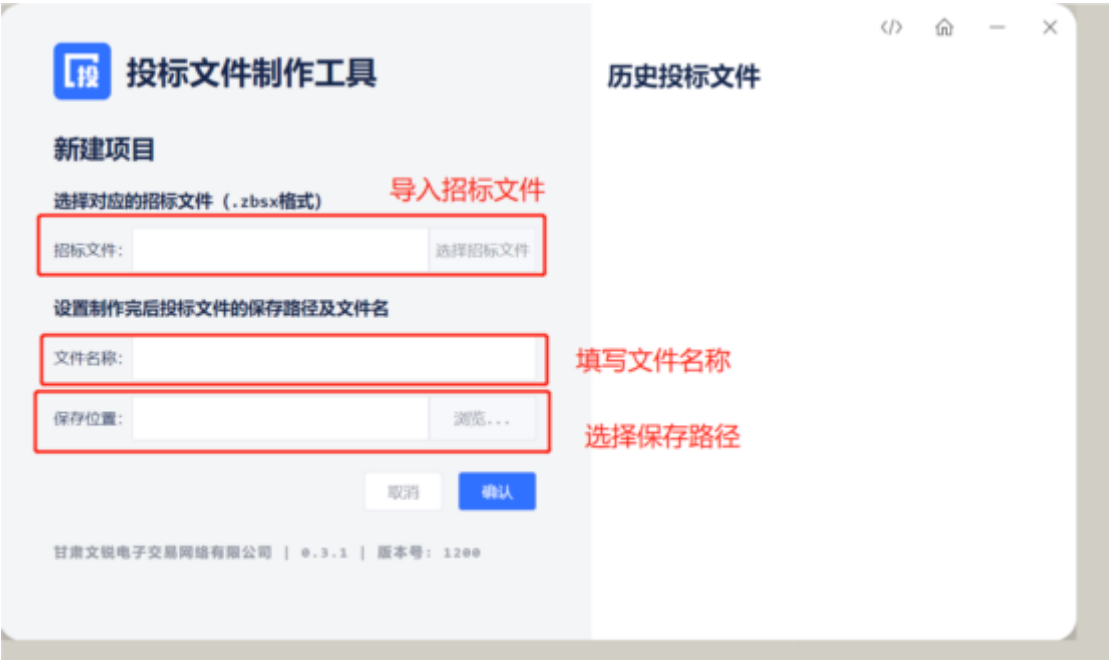 投
投标文件制作工具
历史投标文件
新建项目
选择对应的招标文件（.zbsx格式）
导入招标文件
招标文件：
选择招标文件
设置制作完后投标文件的保存路径及文件名
文件名称：
填写文件名称
保存位置：
浏览...
选择保存路径
取消
确认
甘肃文锐电子交易网络有限公司 | 0.3.1 | 版本号：1200